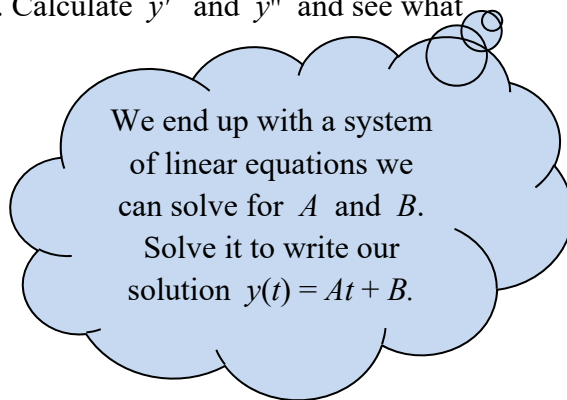 . Calculate y' and y" and see what
We end up with a system
of linear equations we
can solve for A and B.
Solve it to write our
solution y(t) = At + B.